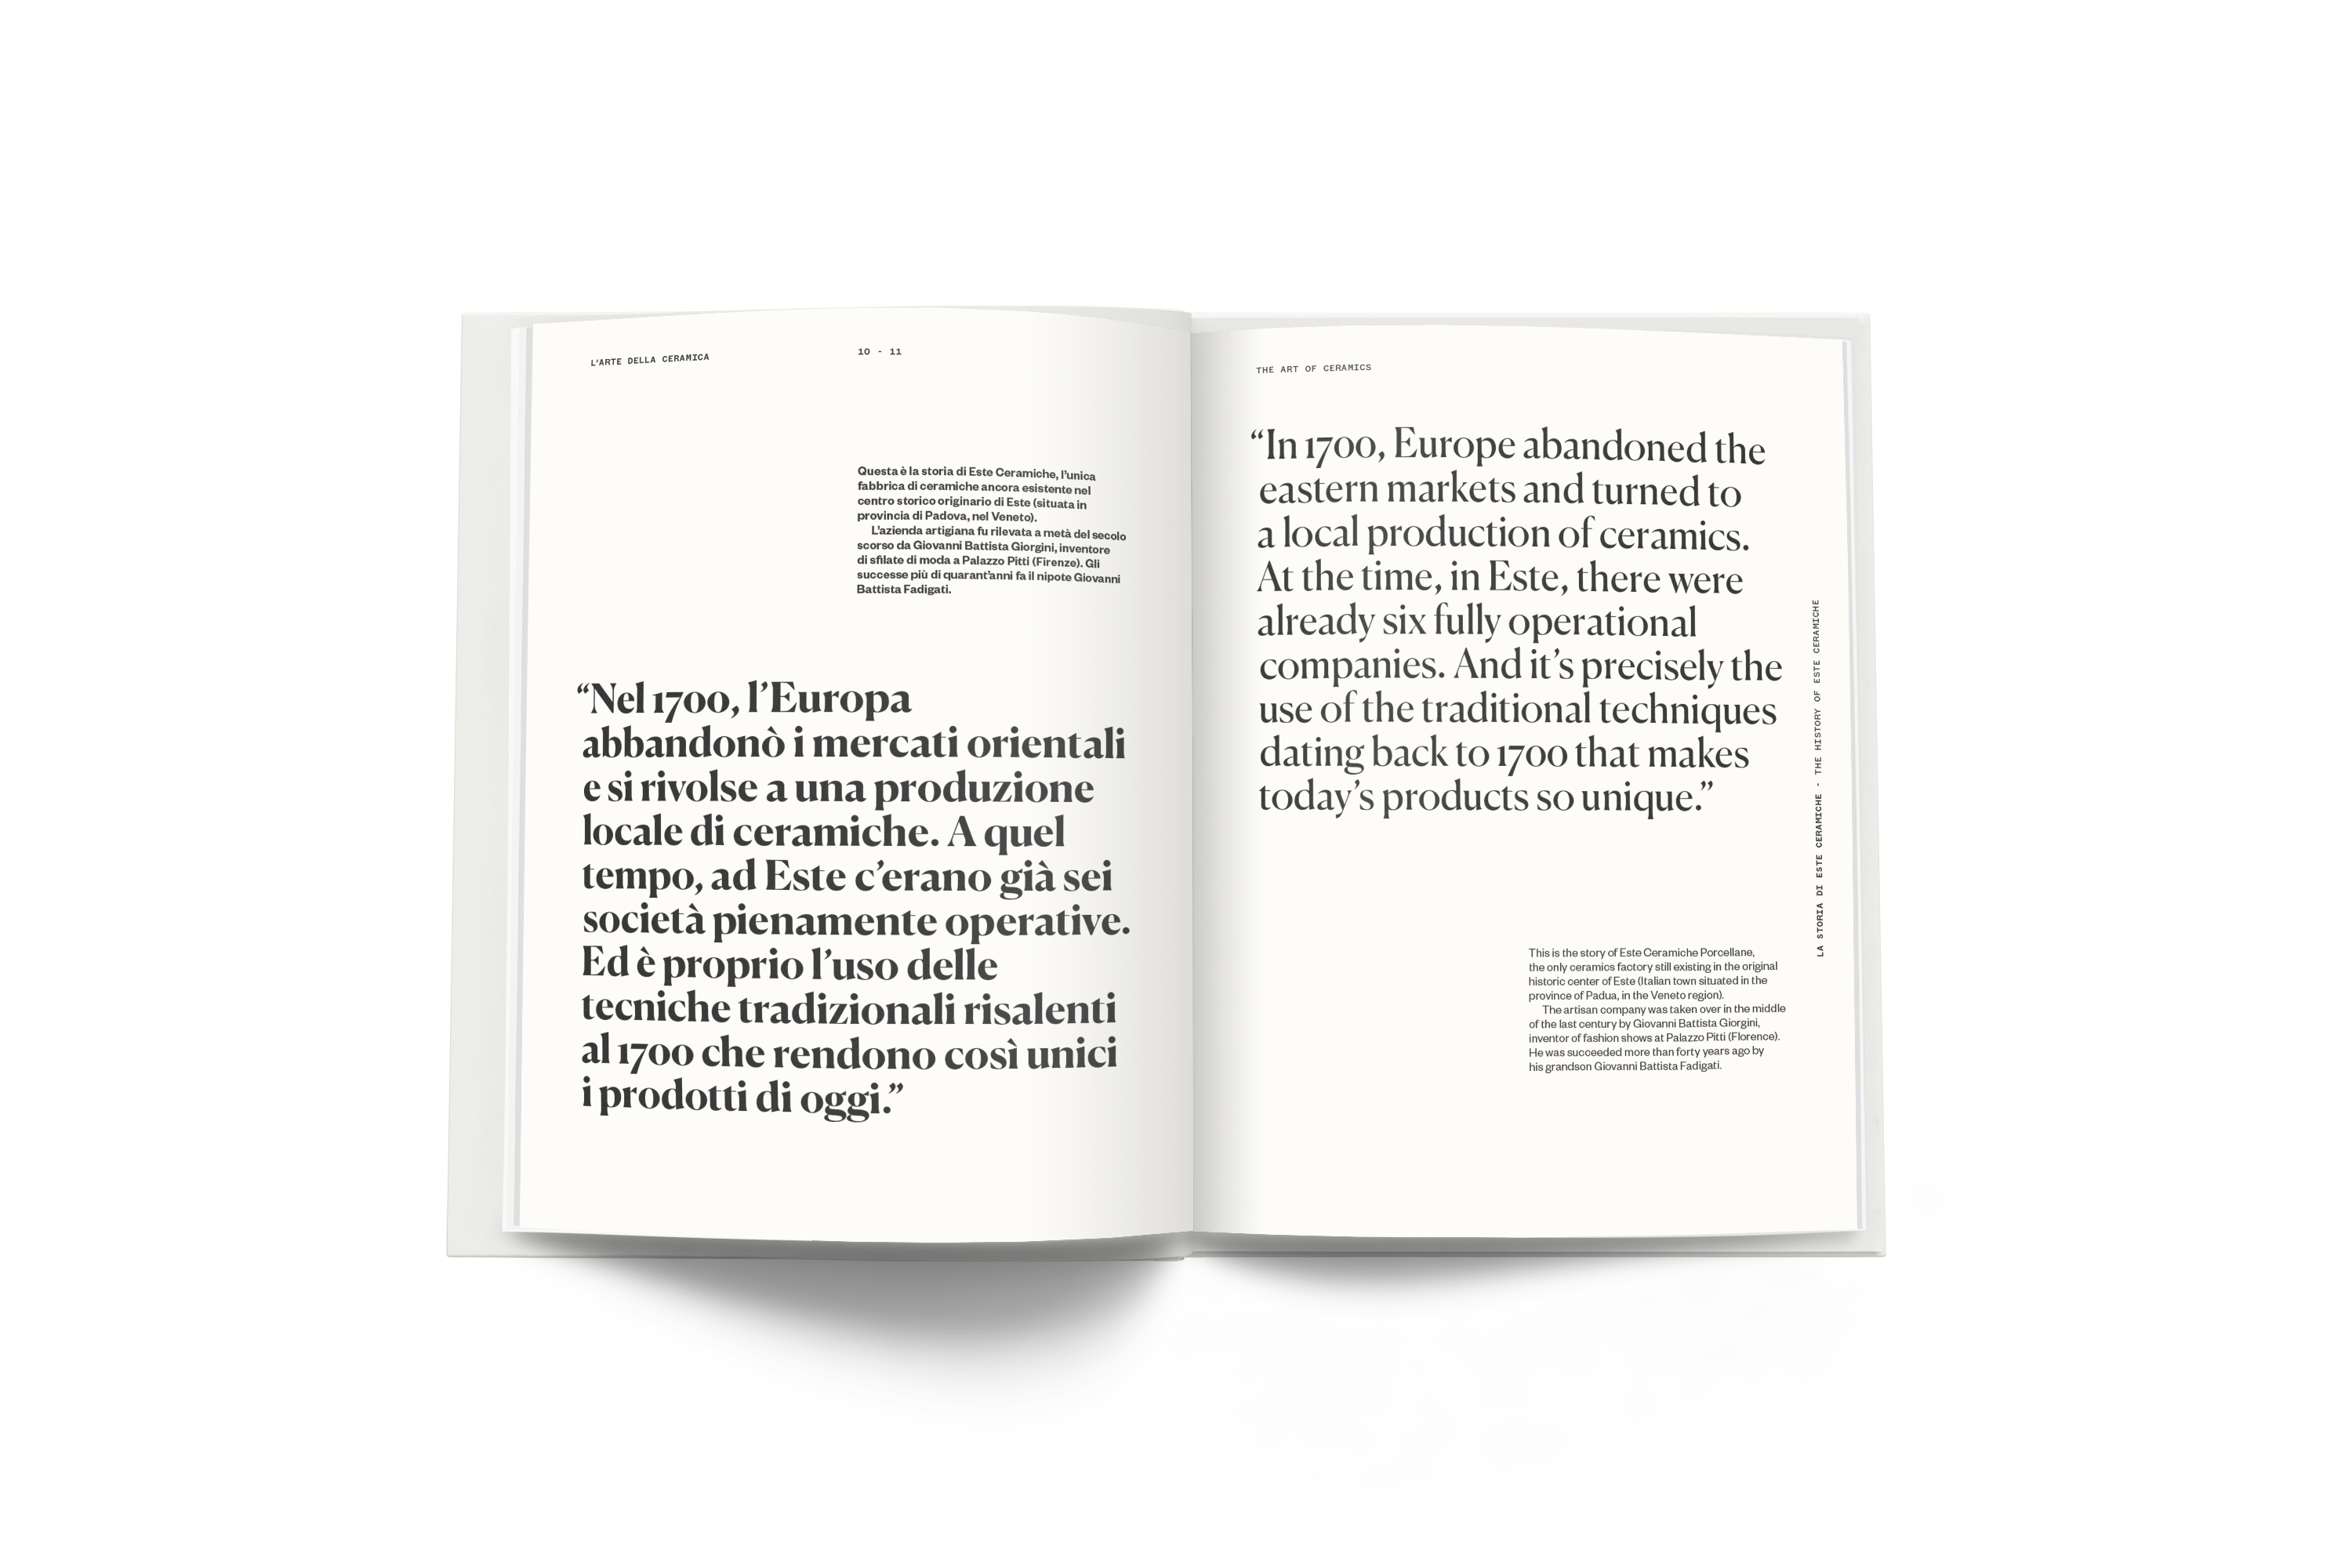 L'ARTE DELLA CERAMICA
10 - 11
Questa è la storia di Este Ceramiche, l'unica
fabbrica di ceramiche ancora esistente nel
centro storico originario di Este (situata in
provincia di Padova, nel Veneto).
L'azienda artigiana fu rilevata a metà del secolo
scorso da Giovanni Battista Giorgini, inventore
di sfilate di moda a Palazzo Pitti (Firenze). Gli
successe più di quarant'anni fa il nipote Giovanni
Battista Fadigati.
“Nel 1700, l’Europa
abbandonò i mercati orientali
e si rivolse a una produzione
locale di ceramiche. A quel
tempo, ad Este c’erano già sei
società pienamente operative.
Ed è proprio l’uso delle
tecniche tradizionali risalenti
al 1700 che rendono così unici
i prodotti di oggi.”
THE ART OF CERAMICS
“In 1700, Europe abandoned the
eastern markets and turned to
a local production of ceramics.
At the time, in Este, there were
already six fully operational
companies. And it’s precisely the
use of the traditional techniques
dating back to 1700 that makes
today’s products so unique.”
This is the story of Este Ceramiche Porcellane,
the only ceramics factory still existing in the original
historic center of Este (Italian town situated in the
province of Padua, in the Veneto region).
The artisan company was taken over in the middle
of the last century by Giovanni Battista Giorgini,
inventor of fashion shows at Palazzo Pitti (Florence).
He was succeeded more than forty years ago by
his grandson Giovanni Battista Fadigati.
LA STORIA DI ESTE CERAMICHE - THE HISTORY OF ESTE CERAMICHE